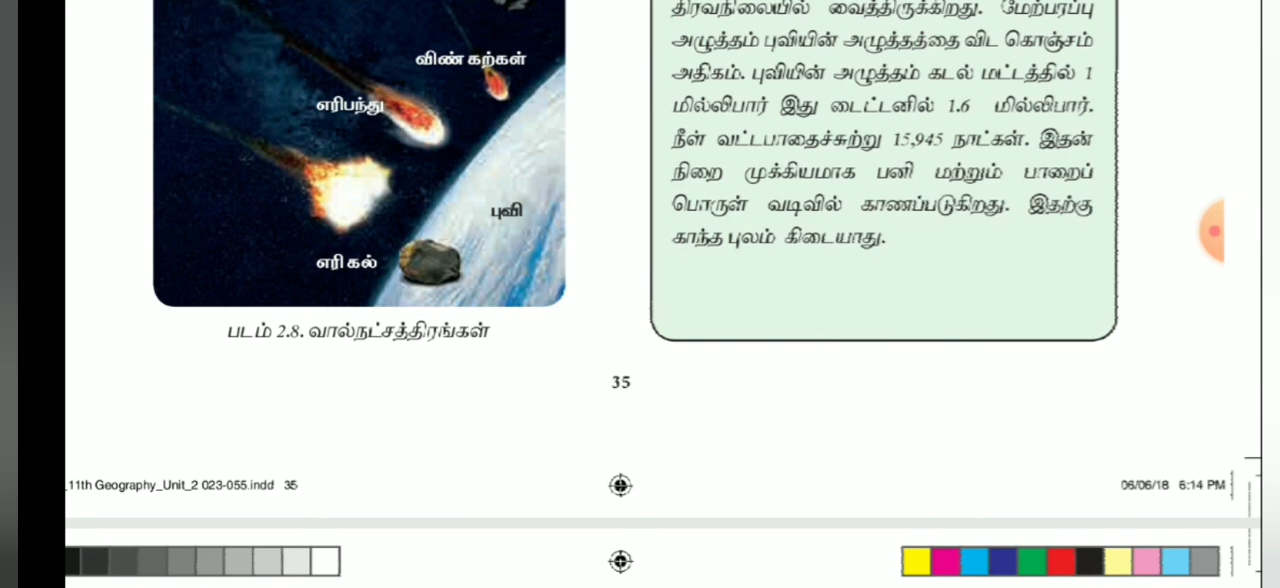 விண் கற்கள்
எரிபந்து
புவி
எரி கல்
படம் 2.8. வால்நட்சத்திரங்கள்
திரவநிலையில் வைத்திருக்கிறது. மேற்பரப்பு
அழுத்தம் புவியின் அழுத்தத்தை விட கொஞ்சம்
அதிகம். புவியின் அழுத்தம் கடல் மட்டத்தில் 1
மில்லிபார் இது டைட்டனில் 1.6 மில்லிபார்.
நீள் வட்டபாதைச்சுற்று 15,945 நாட்கள். இதன்
நிறை முக்கியமாக பனி மற்றும் பாறைப்
பொருள் வடிவில் காணப்படுகிறது. இதற்கு
காந்த புலம் கிடையாது.
35
_11th Geography_Unit_2 023-055.indd 35
06/06/18 6:14 PM